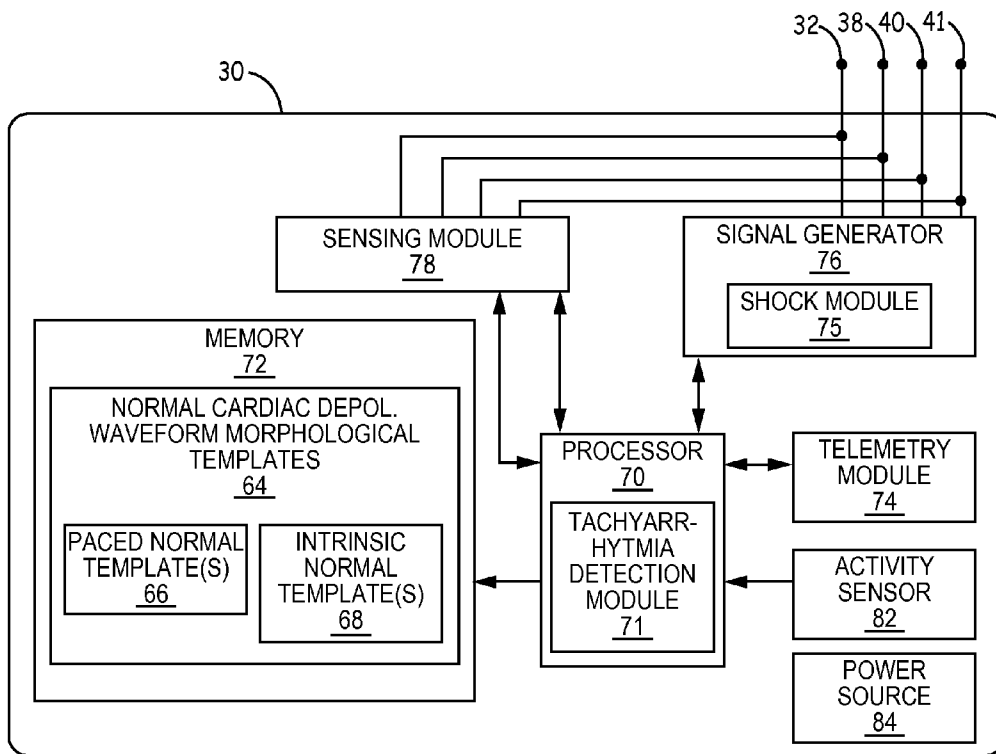 32
38
40
41
30
SENSING MODULE
78
SIGNAL GENERATOR
76
SHOCK MODULE
75
MEMORY
72
NORMAL CARDIAC DEPOL.
WAVEFORM MORPHOLOGICAL
TEMPLATES
64
PACED NORMAL
TEMPLATE(S)
66
INTRINSIC
NORMAL
TEMPLATE(S)
68
PROCESSOR
70
TACHYARR-
HYTMIA
DETECTION
MODULE
71
TELEMETRY
MODULE
74
ACTIVITY
SENSOR
82
POWER
SOURCE
84